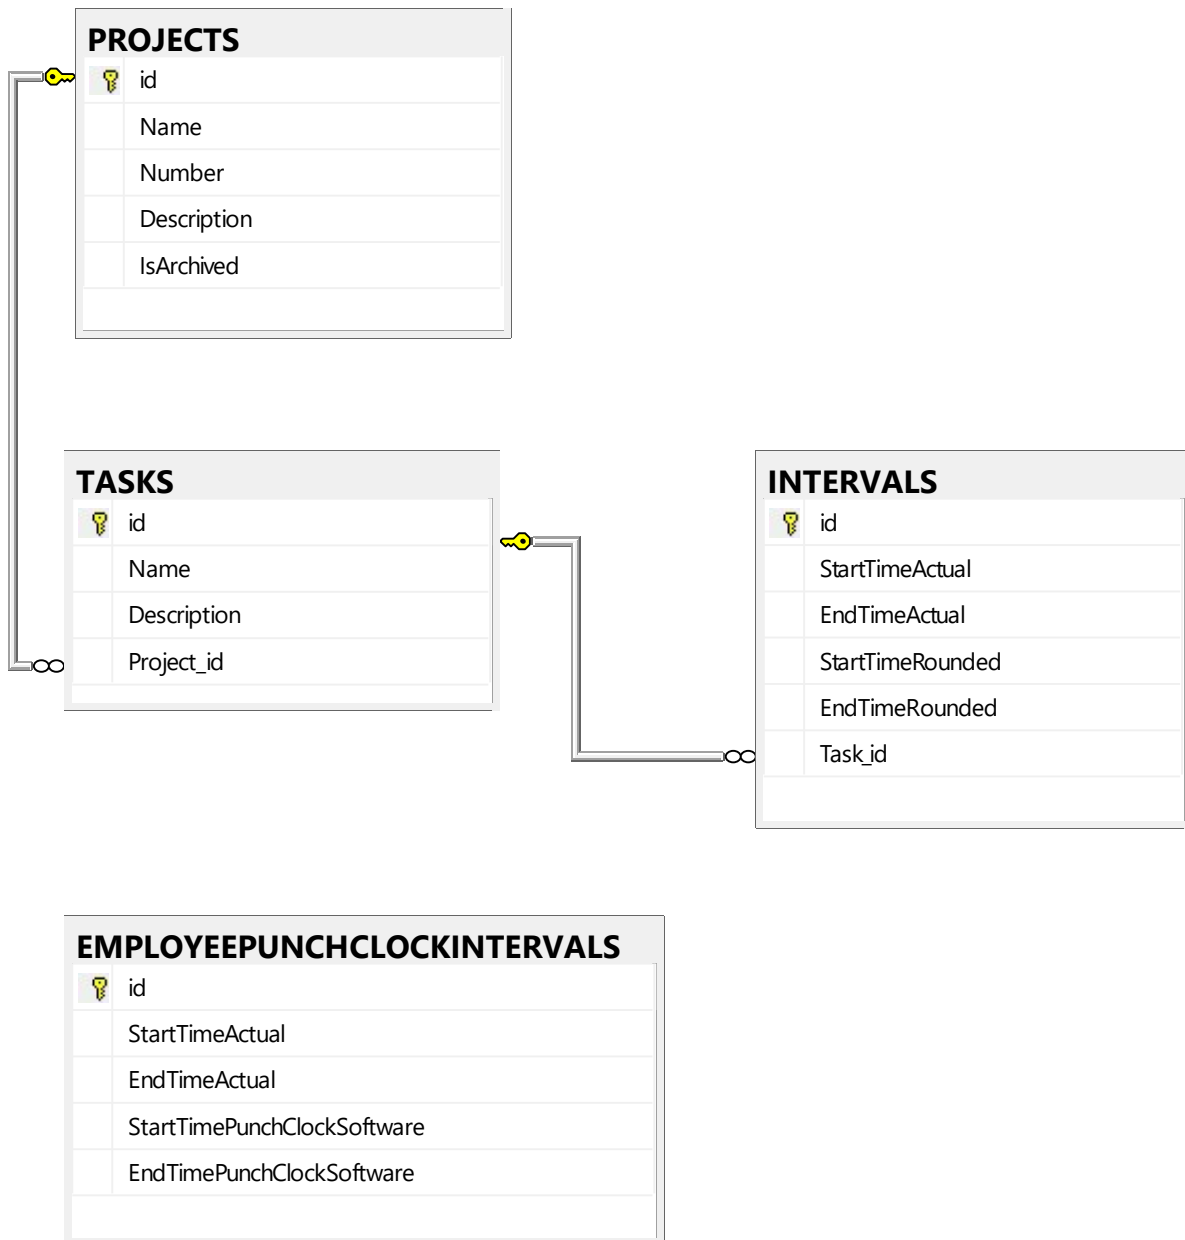 PROJECTS
id
Name
Number
Description
IsArchived
TASKS
id
Name
Description
Project_id
INTERVALS
id
StartTimeActual
EndTimeActual
StartTimeRounded
EndTimeRounded
Task_id
EMPLOYEEPUNCHCLOCKINTERVALS
id
StartTimeActual
EndTimeActual
StartTimePunchClockSoftware
EndTimePunchClockSoftware